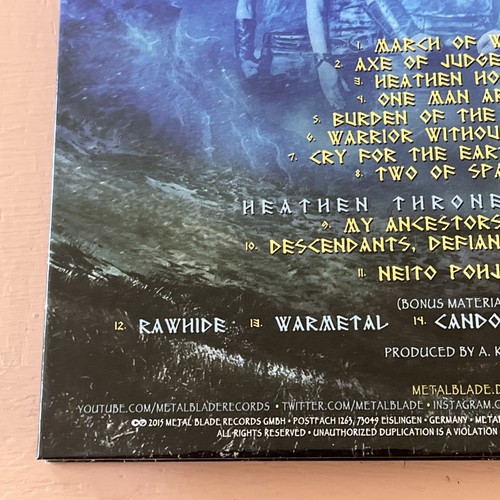 1. MARCH OF W
2. AXE OF JUDGE
3. HEATHEN HO
4. ONE MAN AR
5. BURDEN OF THE
6. WARRIOR WITHOU
7. CRY FOR THE EAR
8. TWO OF SPA
HEATHEN THRONE
9. MY ANCESTORS
10. DESCENDANTS, DEFIAN
11. NEITO POHJ
(BONUS MATERIA
12. RAWHIDE 13. WARMETAL 14. CANDO
PRODUCED BY A. K
METALBLADE.D
YOUTUBE.COM/METALBLADERECORDS • TWITTER.COM/METALBLADE • INSTAGRAM.C
©℗ 2015 METAL BLADE RECORDS GMBH • POSTFACH 1263, 73049 EISLINGEN • GERMANY • META
ALL RIGHTS RESERVED • UNAUTHORIZED DUPLICATION IS A VIOLATION